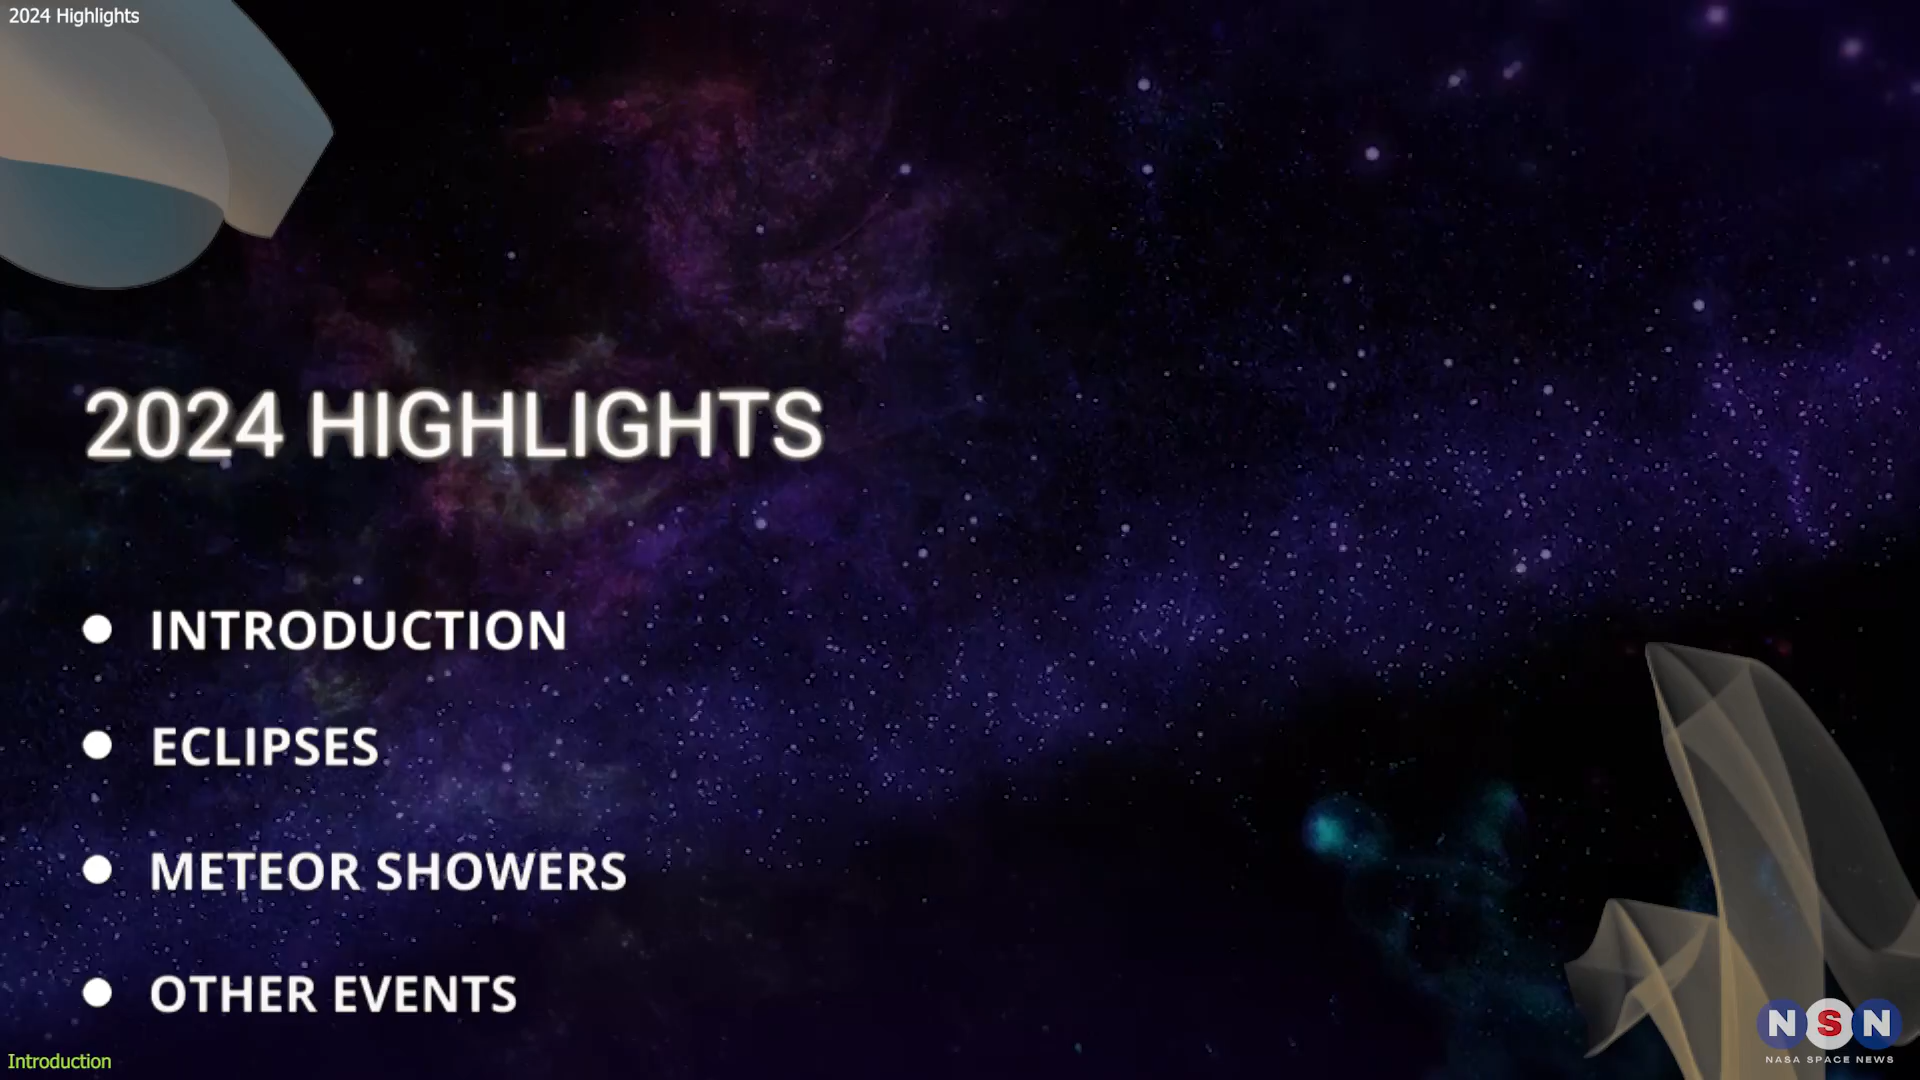 2024 Highlights
2024 HIGHLIGHTS
INTRODUCTION
ECLIPSES
METEOR SHOWERS
OTHER EVENTS
Introduction
NSN
NASA SPACE NEWS